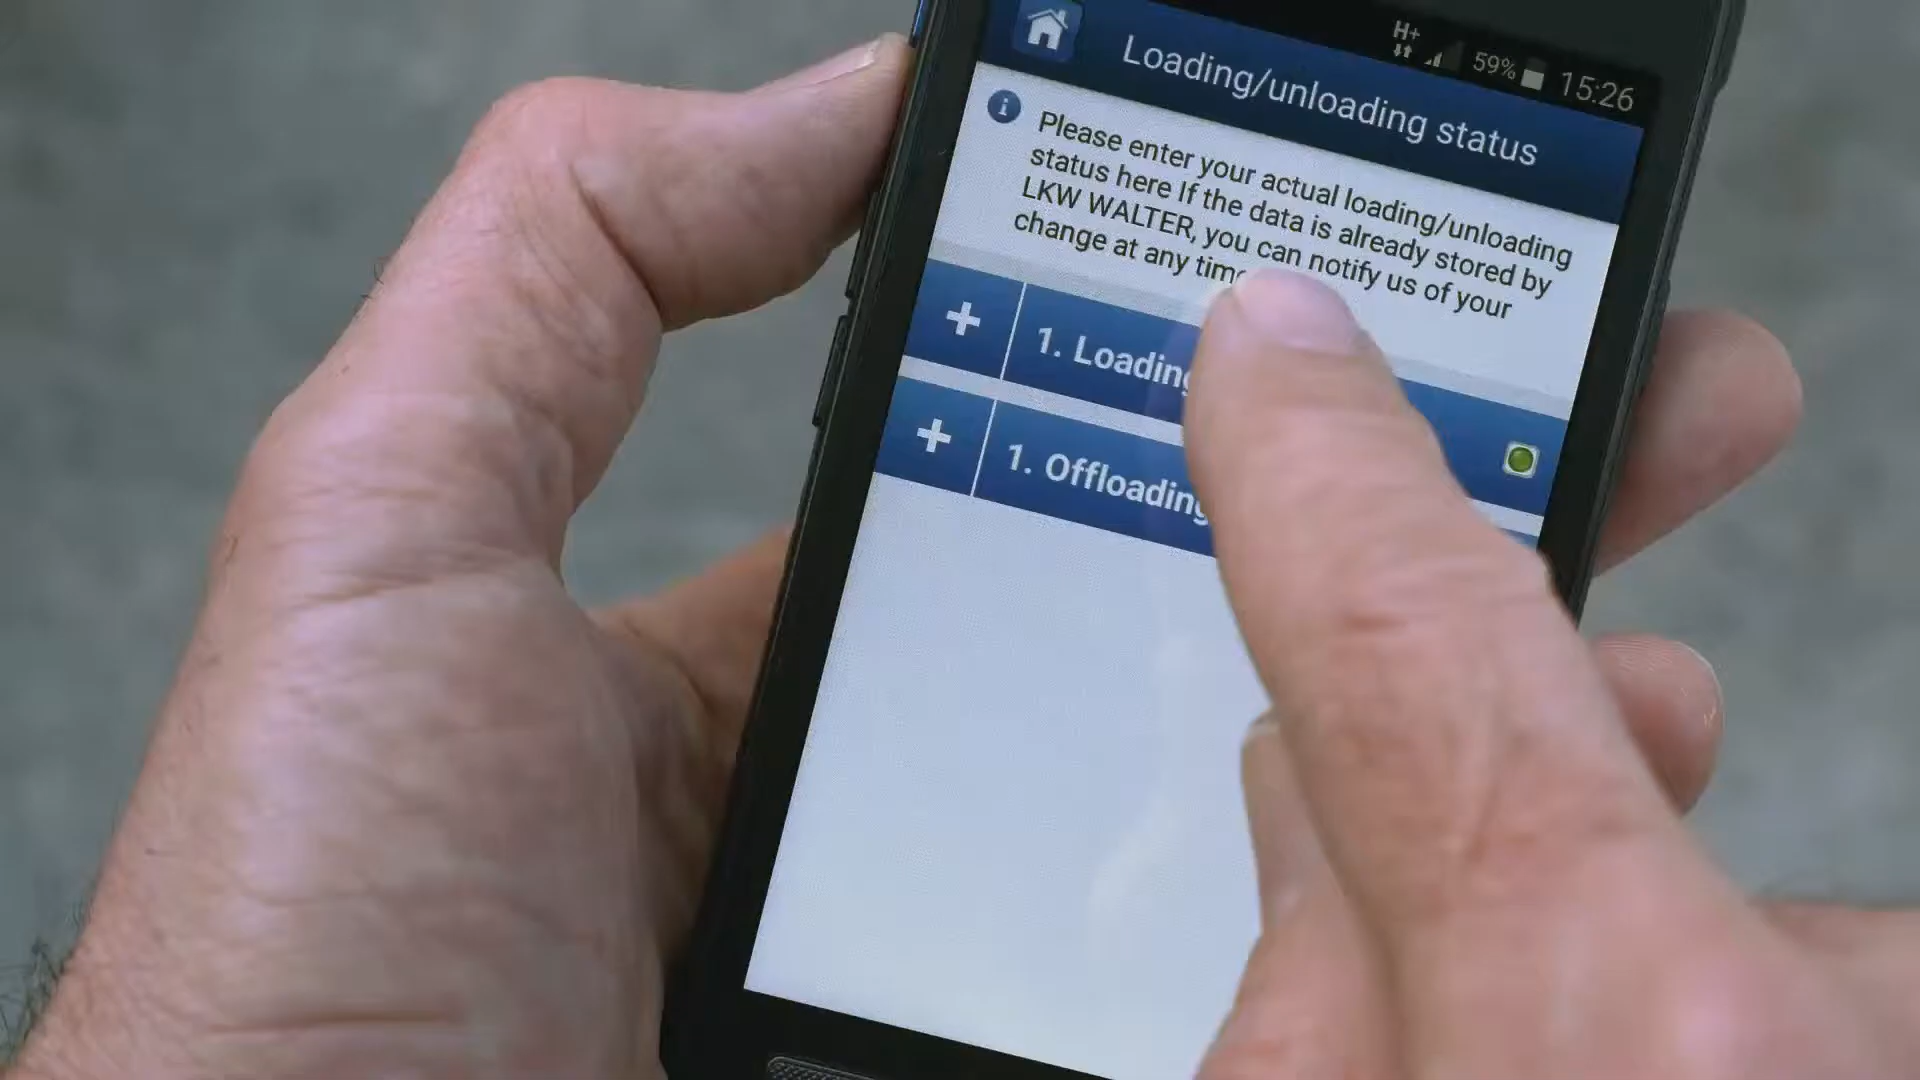 H+
59%
15:26
Loading/unloading status
i
Please enter your actual loading/unloading
status here If the data is already stored by
LKW WALTER, you can notify us of your
change at any time
1. Loading
1. Offloading